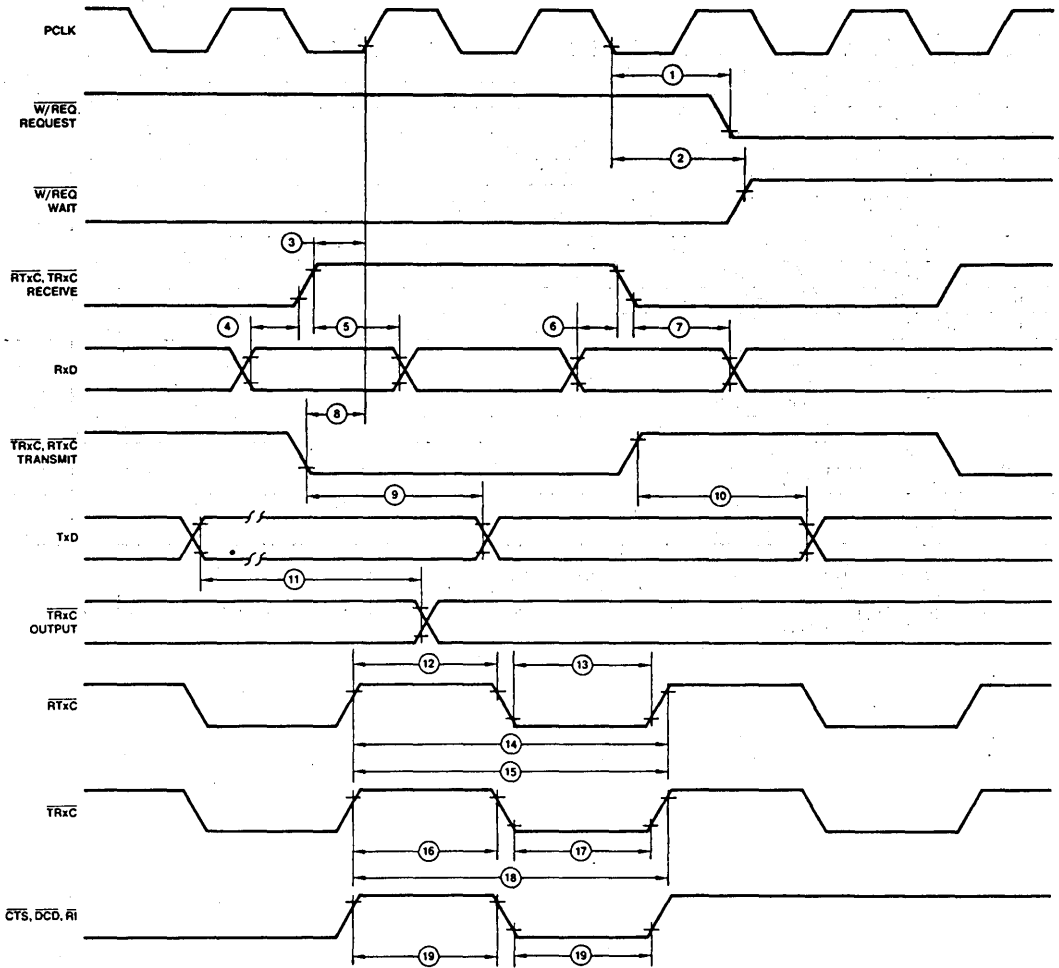 PCLK
1
W/REQ
REQUEST
2
W/REQ
WAIT
3
RTxC, TRxC
RECEIVE
4
5
6
7
RxD
8
TRxC, RTxC
TRANSMIT
9
10
TxD
11
TRxC
OUTPUT
12
13
RTxC
14
15
TRxC
16
17
18
CTS, DCD, RI
19
19